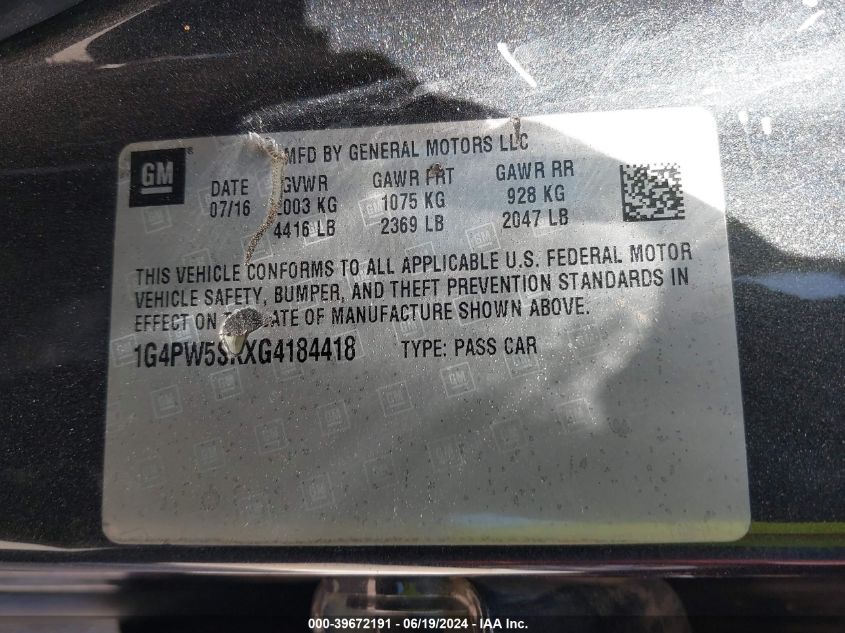 GM ®
MFD BY GENERAL MOTORS LLC
DATE GVWR GAWR FRT GAWR RR
07/16 2003 KG 1075 KG 928 KG
4416 LB 2369 LB 2047 LB
THIS VEHICLE CONFORMS TO ALL APPLICABLE U.S. FEDERAL MOTOR
VEHICLE SAFETY, BUMPER, AND THEFT PREVENTION STANDARDS IN
EFFECT ON OF MANUFACTURE SHOWN ABOVE.
TYPE: PASS CAR
000-39672191 - 06/19/2024 - IAA Inc.